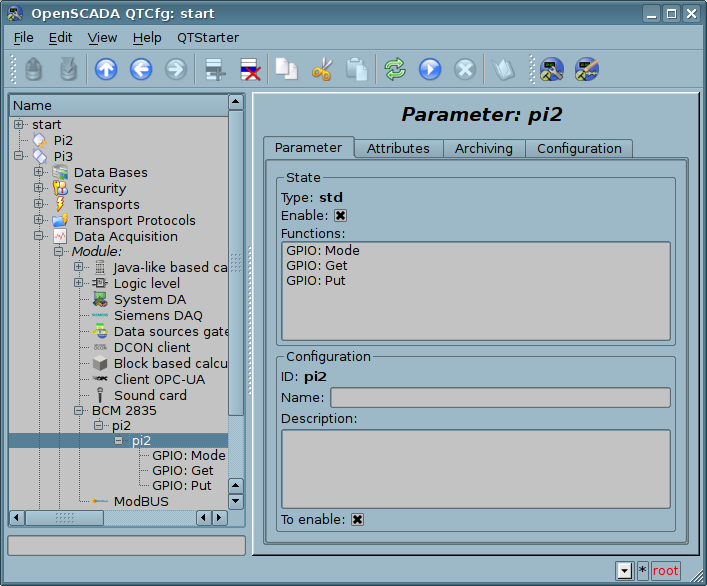 OpenSCADA QTCfg: start
File Edit View Help QTStarter
Name
start
Pi2
Pi3
Data Bases
Security
Transports
Transport Protocols
Data Acquisition
Module:
Java-like based ca
Logic level
System DA
Siemens DAQ
Data sources gate
DCON client
Block based calcu
Client OPC-UA
Sound card
BCM 2835
pi2
pi2
GPIO: Mode
GPIO: Get
GPIO: Put
ModBUS
Parameter: pi2
Parameter Attributes Archiving Configuration
State
Type: std
Enable:
Functions:
GPIO: Mode
GPIO: Get
GPIO: Put
Configuration
ID: pi2
Name:
Description:
To enable:
* root